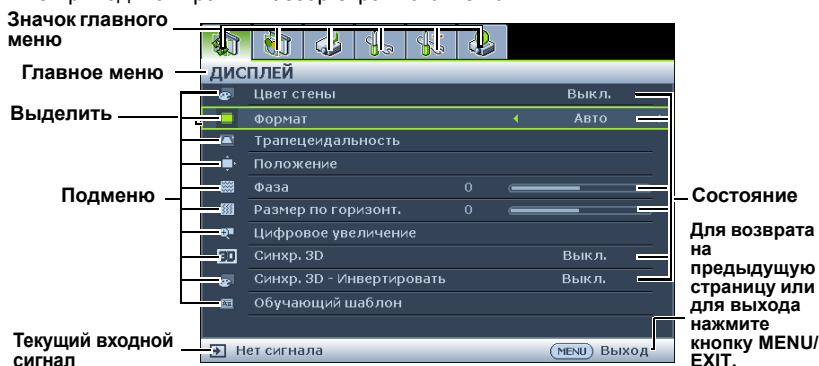 Значок главного
меню
Главное меню
ДИСПЛЕЙ
Цвет стены Выкл.
Выделить
Формат Авто
Трапецеидальность
Положение
Подменю
Фаза 0
Состояние
Размер по горизонт. 0
Цифровое увеличение
3D Синхр. 3D Выкл.
Синхр. 3D - Инвертировать Выкл.
Обучающий шаблон
Для возврата
на
предыдущую
страницу или
для выхода
нажмите
кнопку MENU/
EXIT.
Текущий входной
сигнал
Нет сигнала
MENU Выход